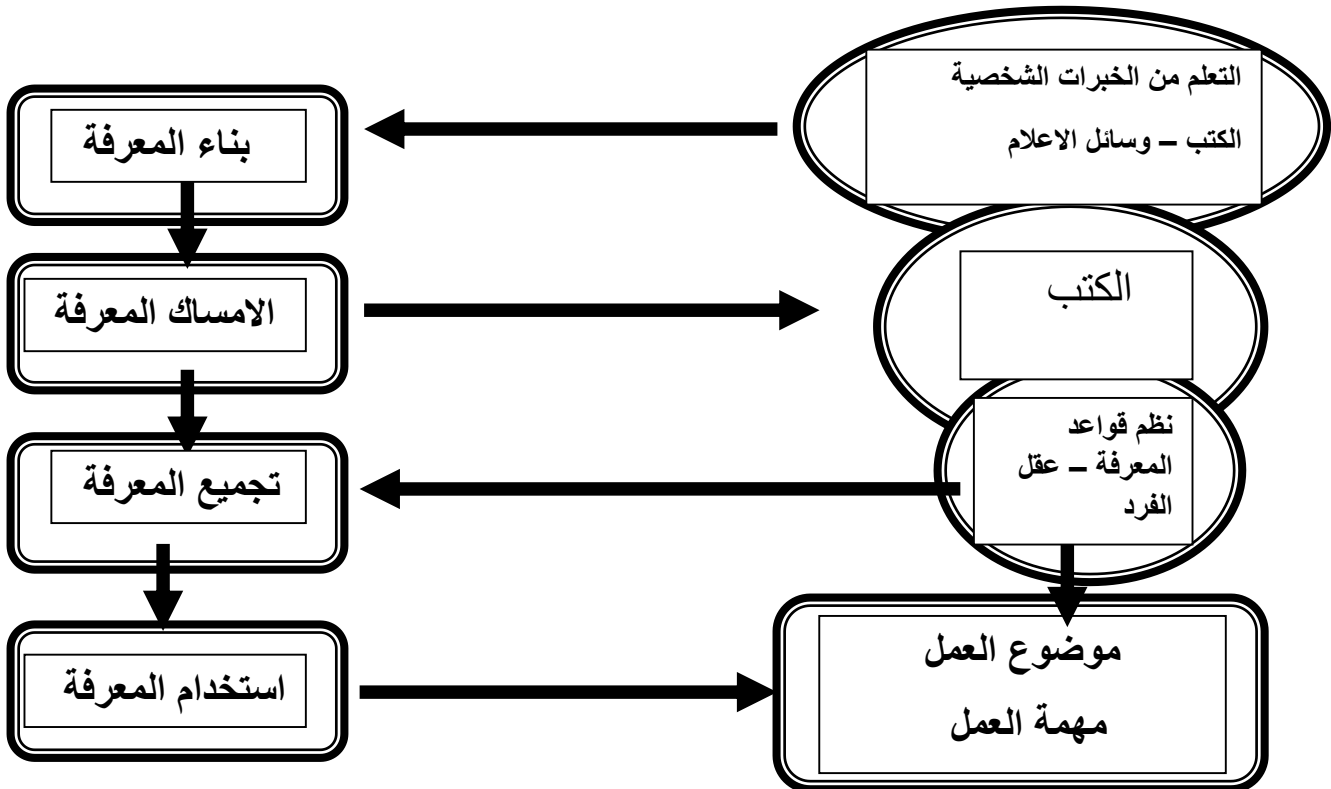 التعلم من الخبرات الشخصية
الكتب – وسائل الاعلام
بناء المعرفة
الكتب
الامساك المعرفة
نظم قواعد
المعرفة – عقل
الفرد
تجميع المعرفة
موضوع العمل
مهمة العمل
استخدام المعرفة